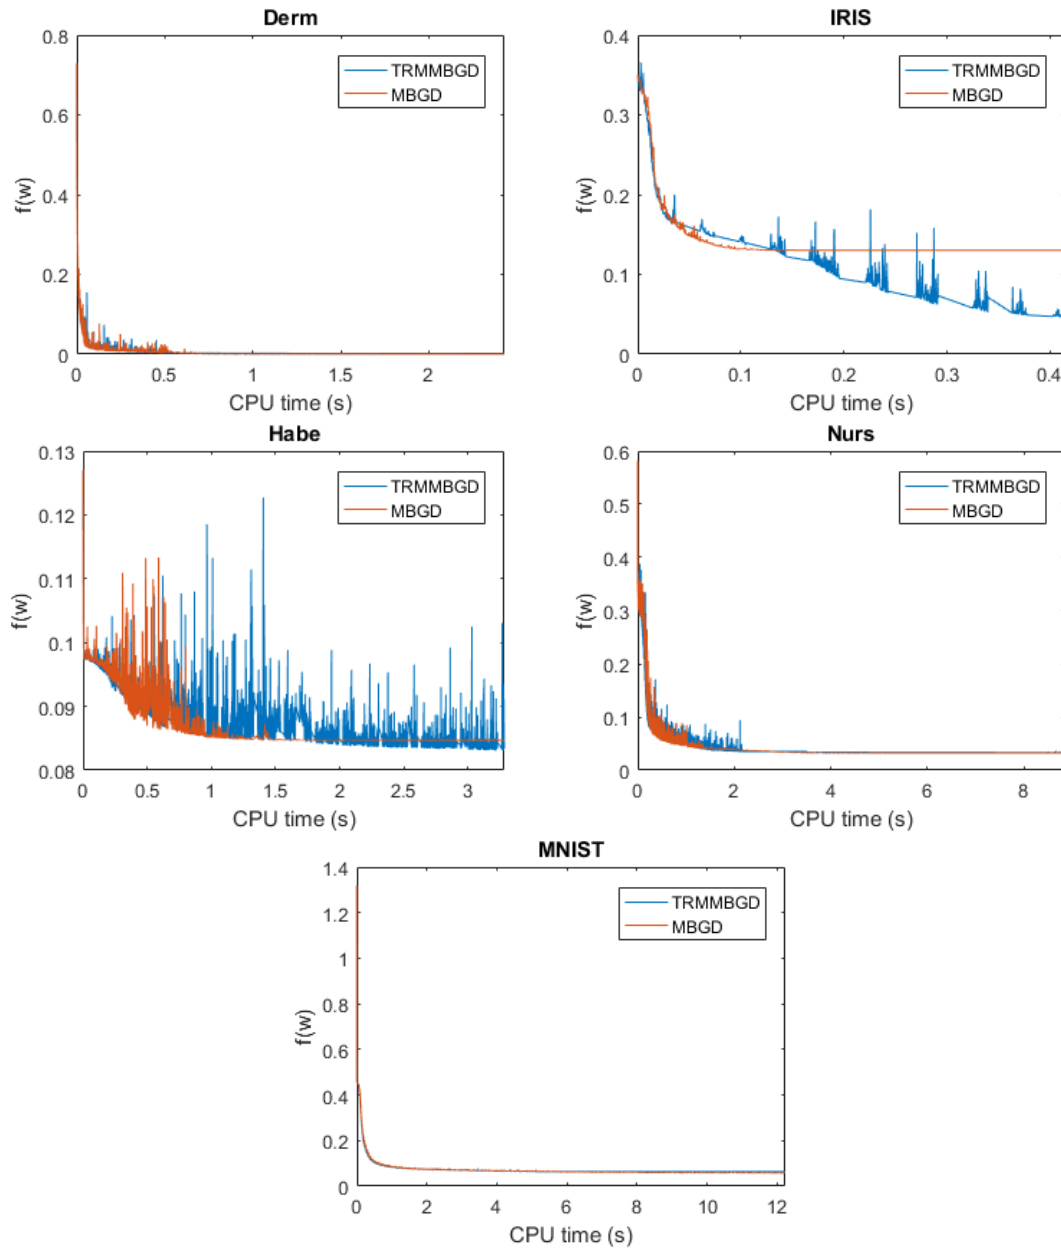 Derm
0.8
0.6
0.4
0.2
0
f(w)
TRMMBGD
MBGD
0 0.5 1 1.5 2
CPU time (s)
IRIS
0.4
0.3
0.2
0.1
0
f(w)
TRMMBGD
MBGD
0 0.1 0.2 0.3 0.4
CPU time (s)
Habe
0.13
0.12
0.11
0.1
0.09
0.08
f(w)
TRMMBGD
MBGD
0 0.5 1 1.5 2 2.5 3
CPU time (s)
Nurs
0.6
0.5
0.4
0.3
0.2
0.1
0
f(w)
TRMMBGD
MBGD
0 2 4 6 8
CPU time (s)
MNIST
1.4
1.2
1
0.8
0.6
0.4
0.2
0
f(w)
TRMMBGD
MBGD
0 2 4 6 8 10 12
CPU time (s)